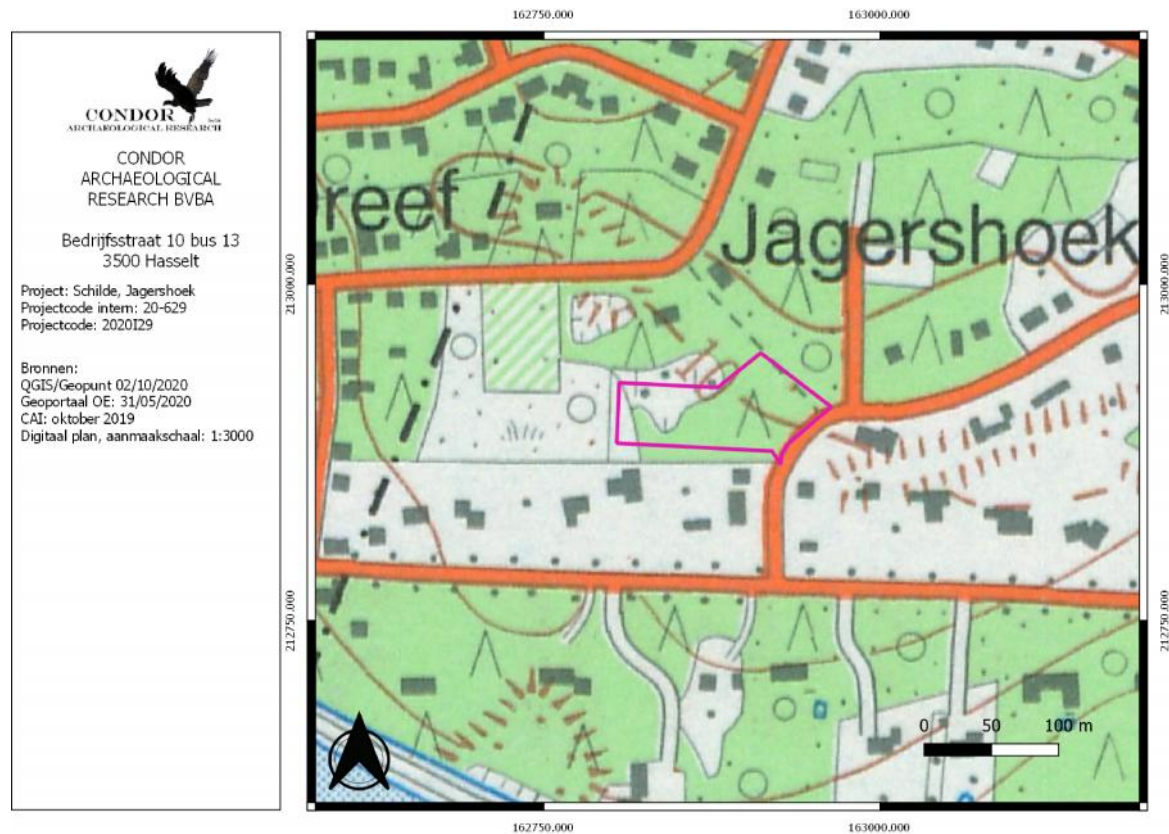 CONDOR
ARCHAEOLOGICAL RESEARCH
CONDOR
ARCHAEOLOGICAL
RESEARCH BVBA
Bedrijfsstraat 10 bus 13
3500 Hasselt
Project: Schilde, Jagershoek
Projectcode intern: 20-629
Projectcode: 2020I29
Bronnen:
QGIS/Geopunt 02/10/2020
Geoportaal OE: 31/05/2020
CAI: oktober 2019
Digitaal plan, aanmaakschaal: 1:3000
162750.000 163000.000
213000.000 213000.000
reef
Jagershoek
10
212750.000 212750.000
0 50 100 m
162750.000 163000.000